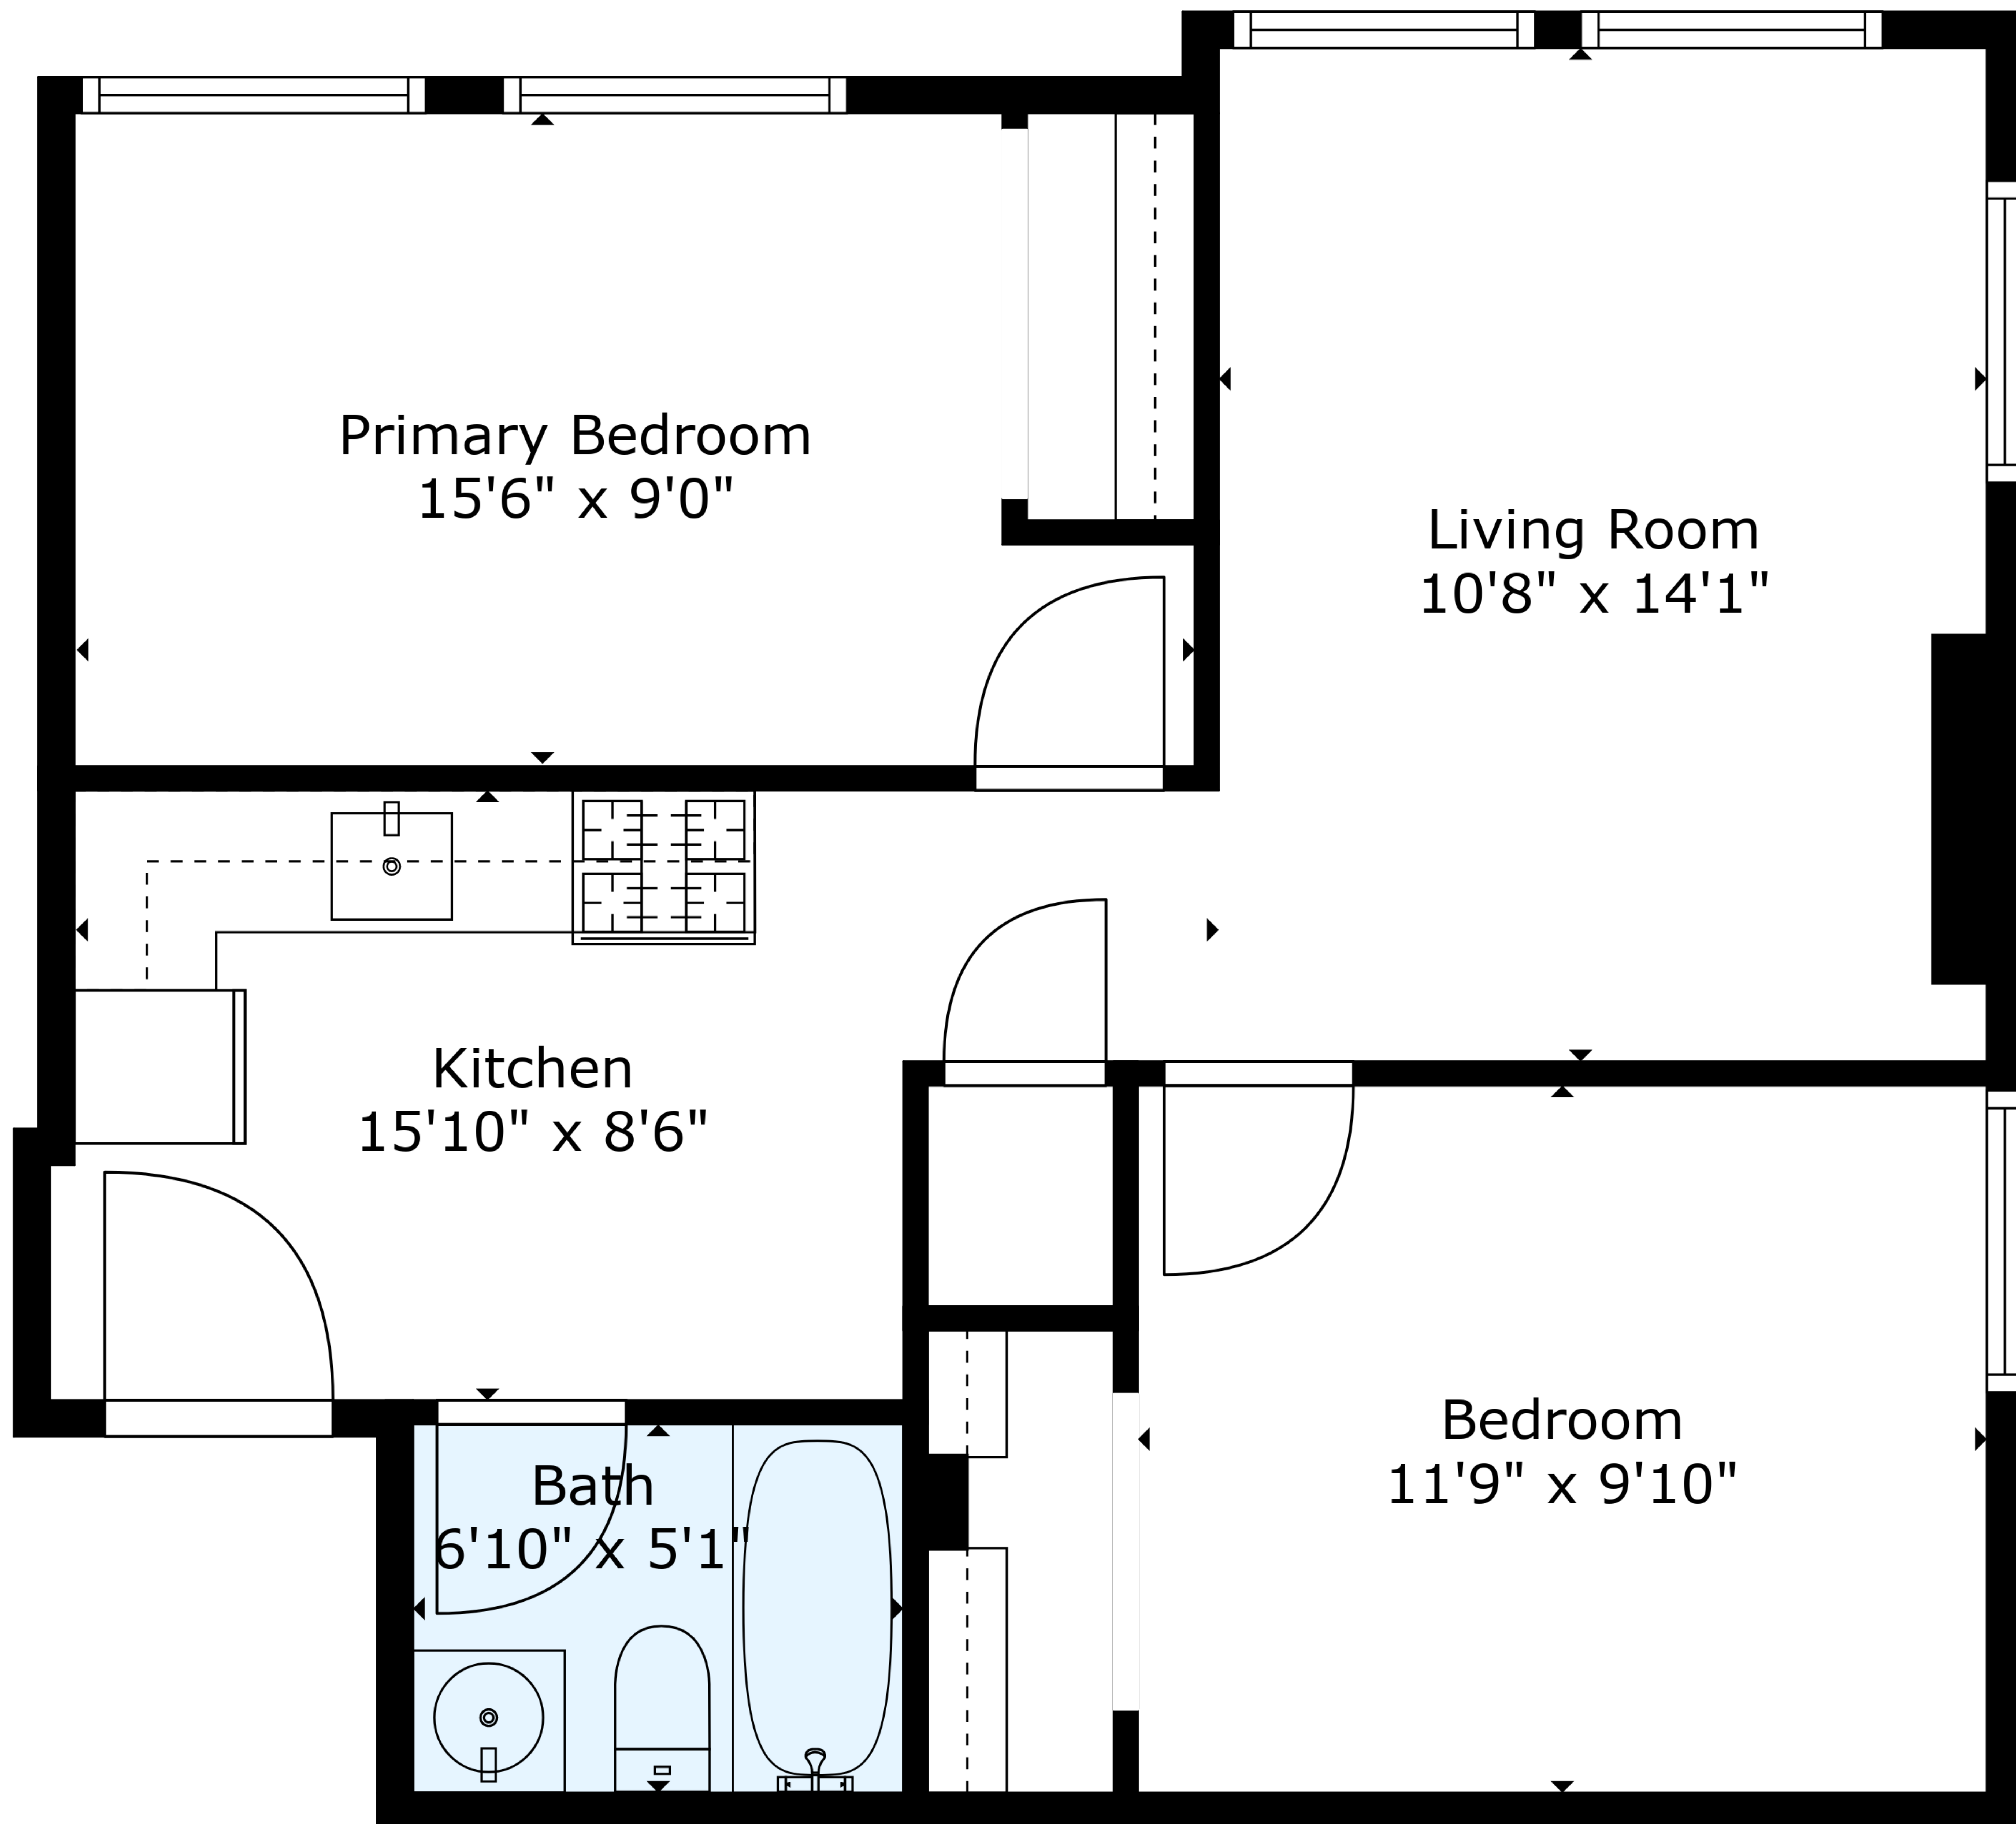 Primary Bedroom
15'6" x 9'0"
Living Room
10'8" x 14'1"
Kitchen
15'10" x 8'6"
Bedroom
11'9" x 9'10"
Bath
6'10" x 5'1"